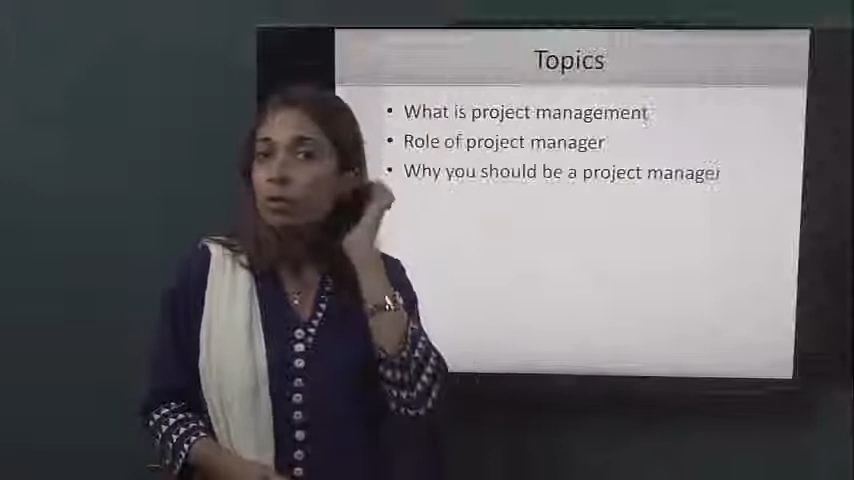 Topics
• What is project management
• Role of project manager
• Why you should be a project manager